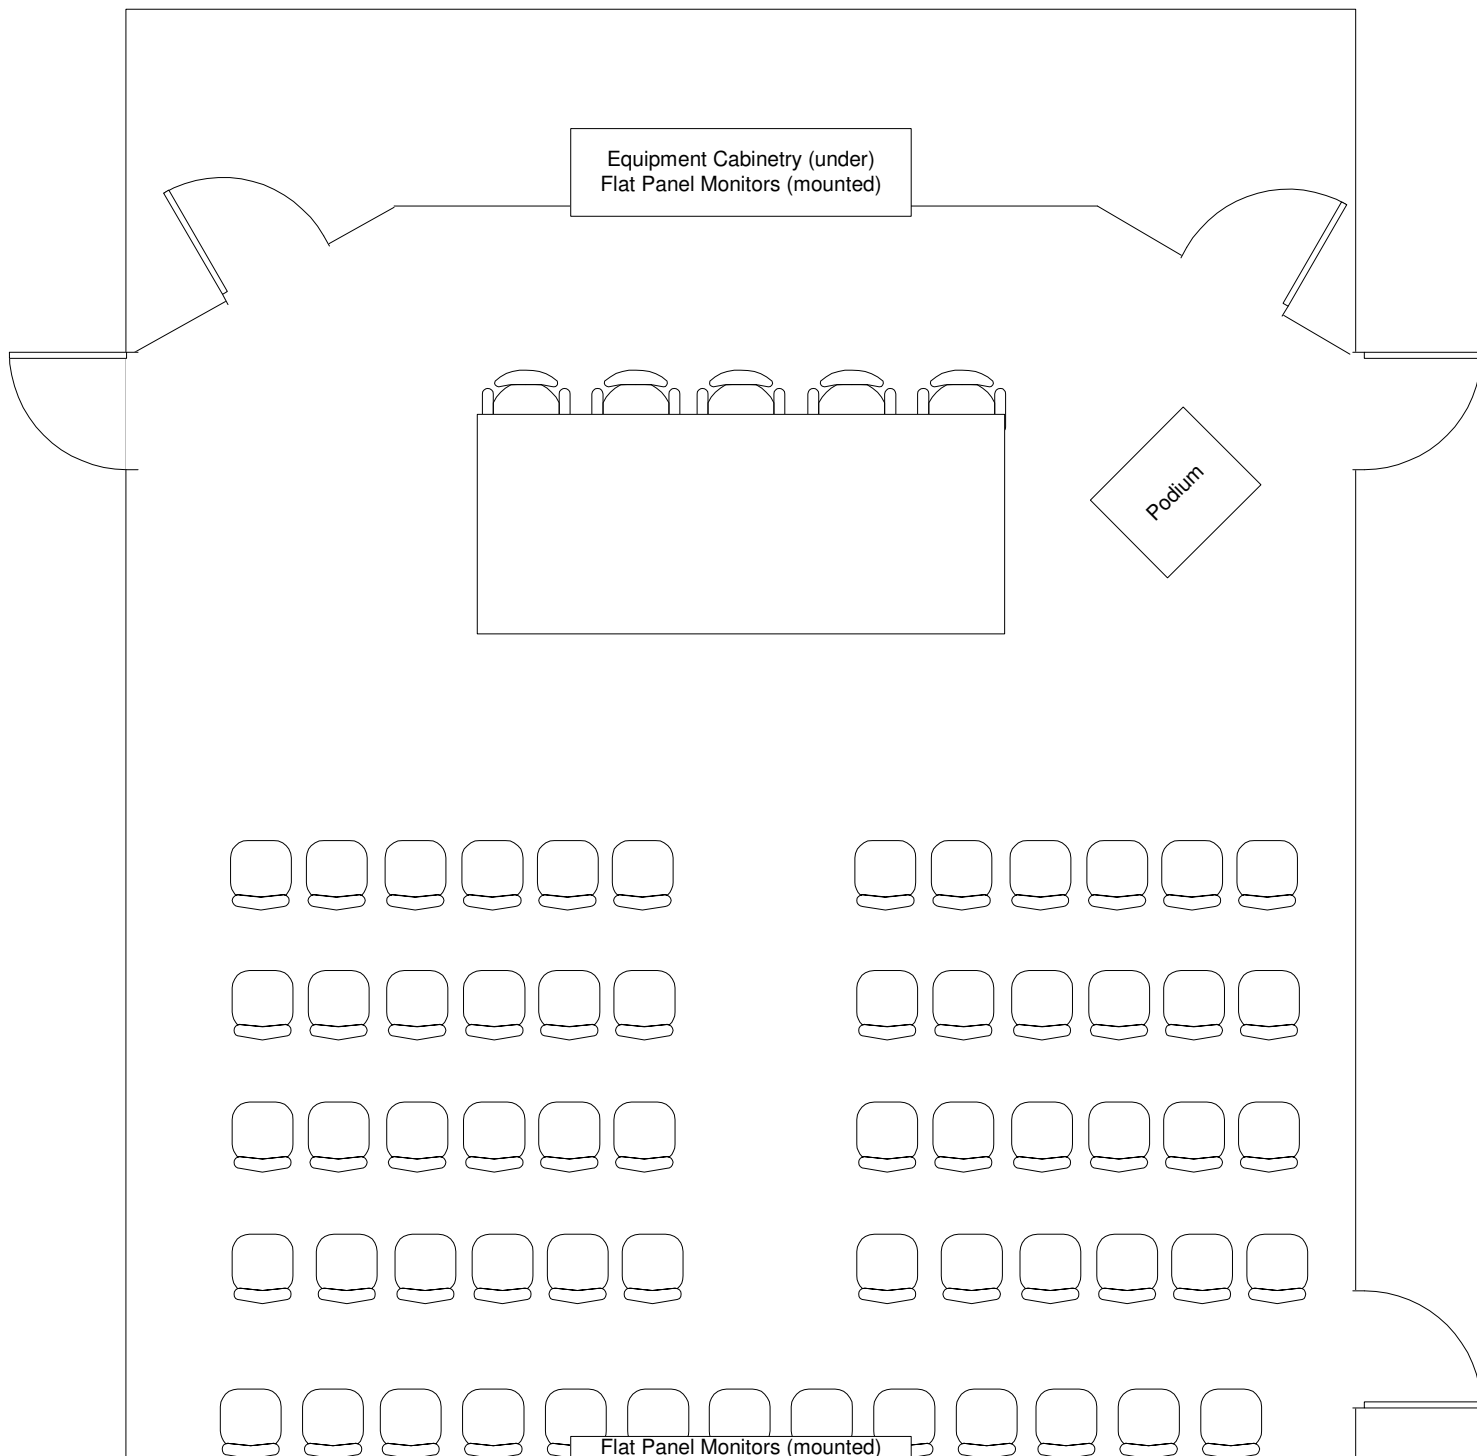 Equipment Cabinetry (under)
Flat Panel Monitors (mounted)
Podium
Flat Panel Monitors (mounted)